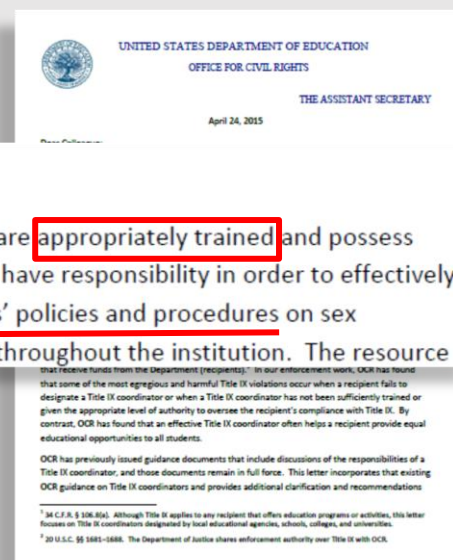 UNITED STATES DEPARTMENT OF EDUCATION
OFFICE FOR CIVIL RIGHTS
THE ASSISTANT SECRETARY
April 24, 2015
are appropriately trained and possess
have responsibility in order to effectively
s' policies and procedures on sex
throughout the institution. The resource
that receive funds from the Department (recipients)." In our enforcement work, OCR has found
that some of the most egregious and harmful Title IX violations occur when a recipient fails to
designate a Title IX coordinator or when a Title IX coordinator has not been sufficiently trained or
given the appropriate level of authority to oversee the recipient's compliance with Title IX. By
contrast, OCR has found that an effective Title IX coordinator often helps a recipient provide equal
educational opportunities to all students.
OCR has previously issued guidance documents that include discussions of the responsibilities of a
Title IX coordinator, and those documents remain in full force. This letter incorporates that existing
OCR guidance on Title IX coordinators and provides additional clarification and recommendations
1 34 C.F.R. § 106.8(a). Although Title IX applies to any recipient that offers education programs or activities, this letter
focuses on Title IX coordinators designated by local educational agencies, schools, colleges, and universities.
2 20 U.S.C. §§ 1681–1688. The Department of Justice shares enforcement authority over Title IX with OCR.